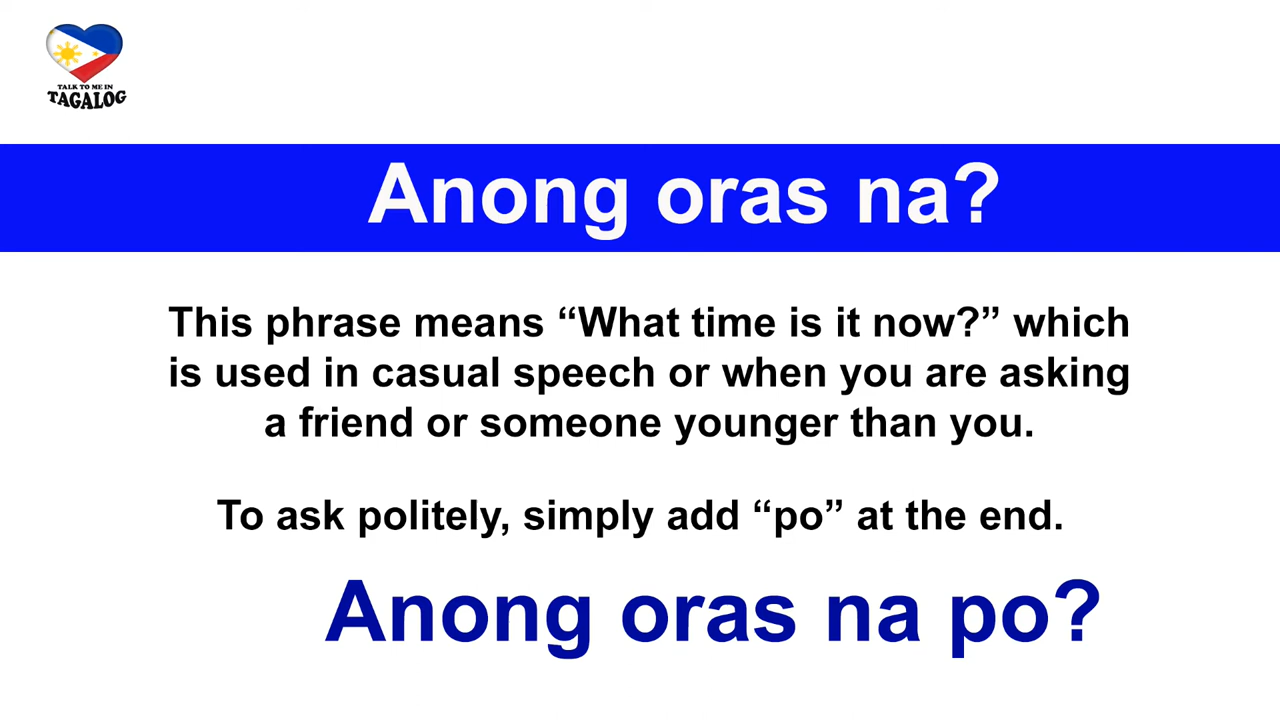 TALK TO ME IN
TAGALOG
Anong oras na?
This phrase means “What time is it now?” which
is used in casual speech or when you are asking
a friend or someone younger than you.
To ask politely, simply add “po” at the end.
Anong oras na po?